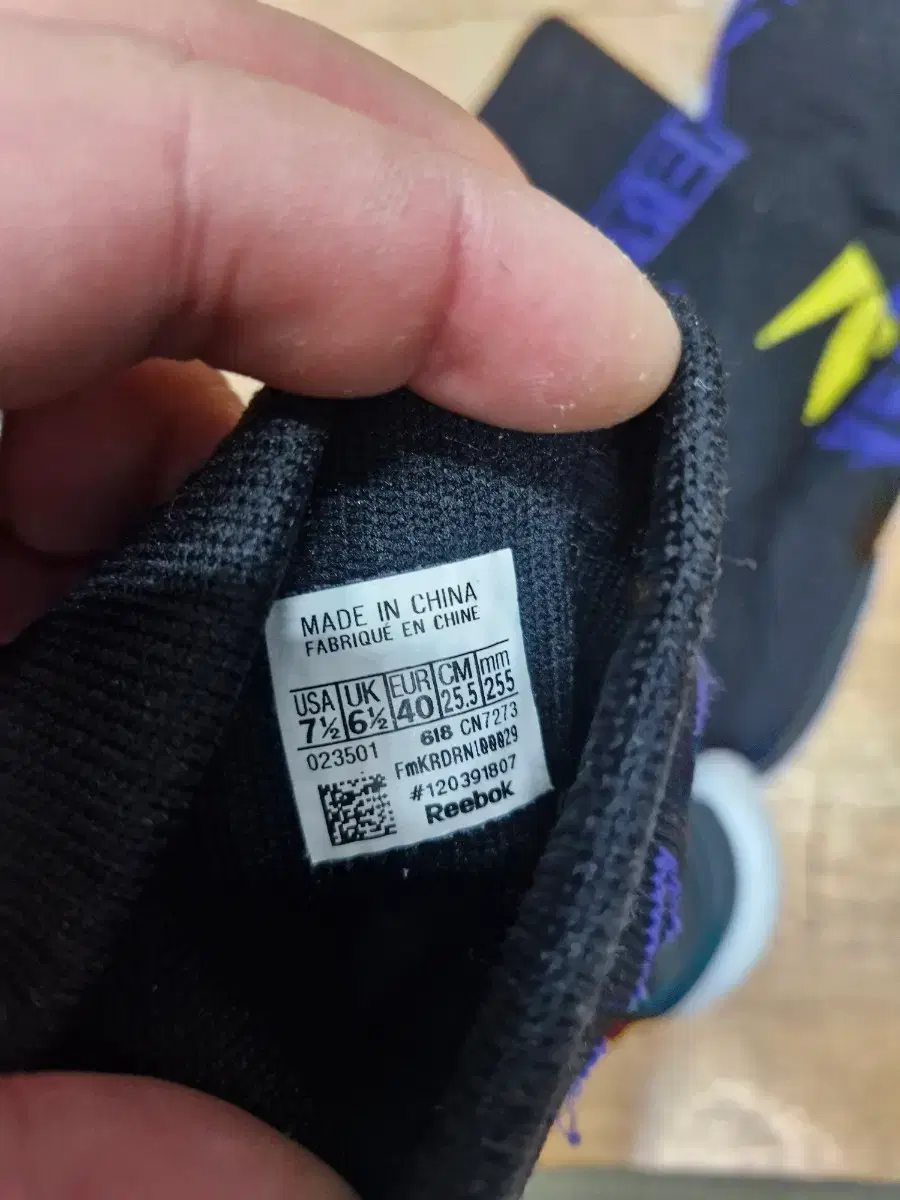 MADE IN CHINA
FABRIQUÉ EN CHINE
USA UK EUR CM mm
7½ 6½ 40 25.5 255
618 CN7273
023501
#120391807
Reebok